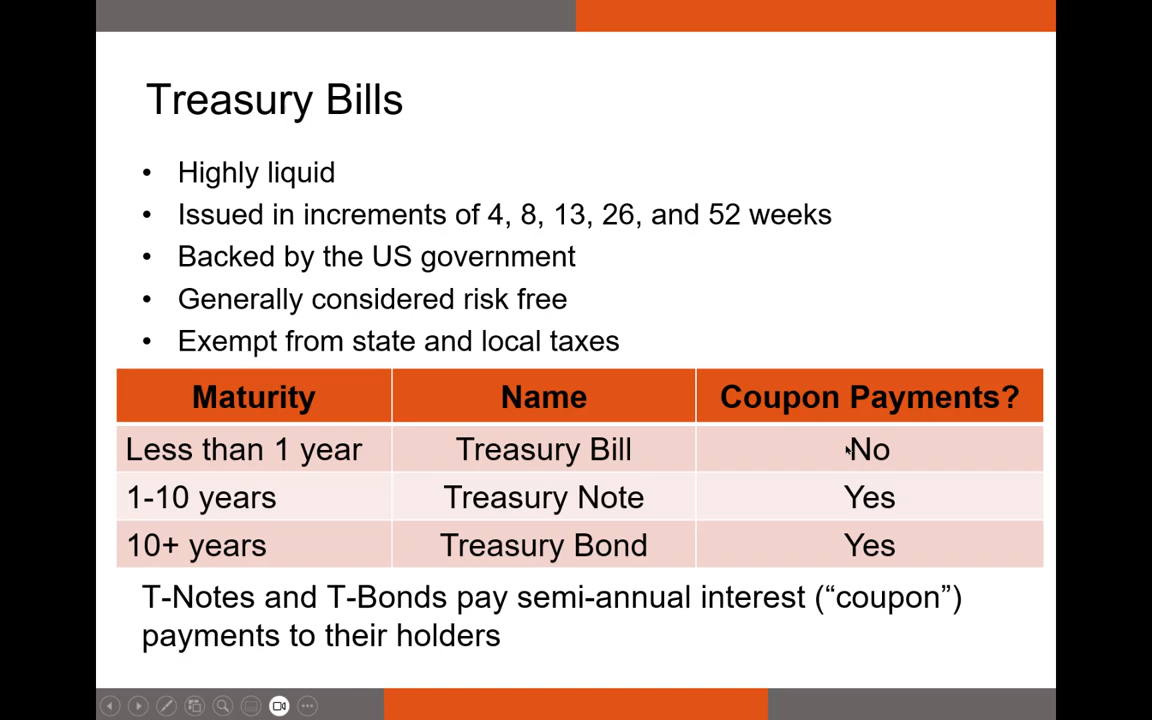 Treasury Bills
• Highly liquid
• Issued in increments of 4, 8, 13, 26, and 52 weeks
• Backed by the US government
• Generally considered risk free
• Exempt from state and local taxes
Maturity Name Coupon Payments?
Less than 1 year Treasury Bill No
1-10 years Treasury Note Yes
10+ years Treasury Bond Yes
T-Notes and T-Bonds pay semi-annual interest (“coupon”)
payments to their holders